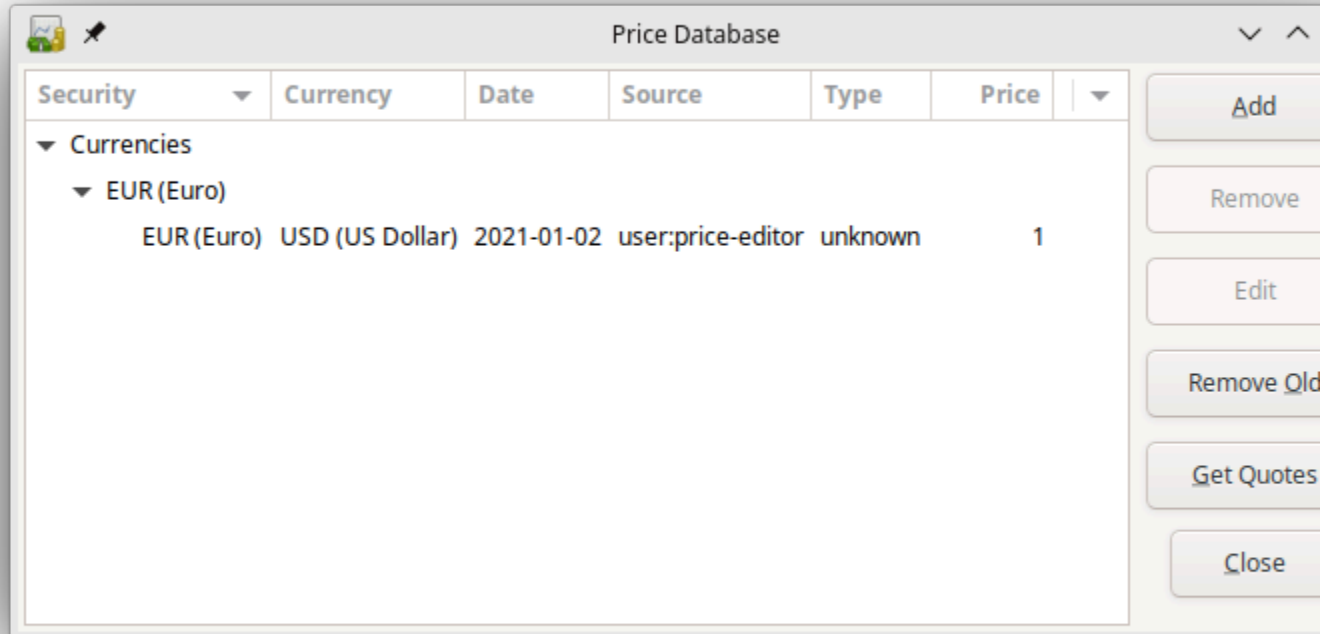 Price Database
Security Currency Date Source Type Price
Currencies
EUR (Euro)
EUR (Euro) USD (US Dollar) 2021-01-02 user:price-editor unknown 1
Add
Remove
Edit
Remove Old
Get Quotes
Close